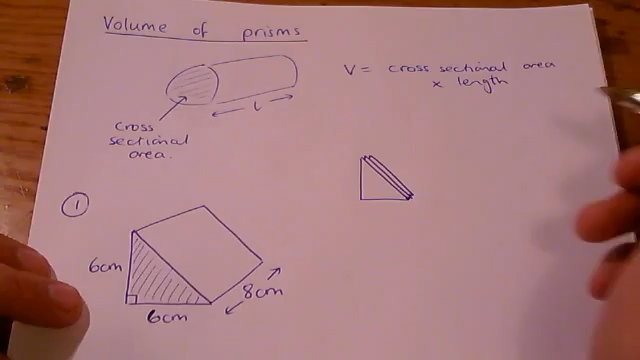 Volume of prisms
V = cross sectional area
x length
L
cross
sectional
area.
1
6cm
8cm
6cm